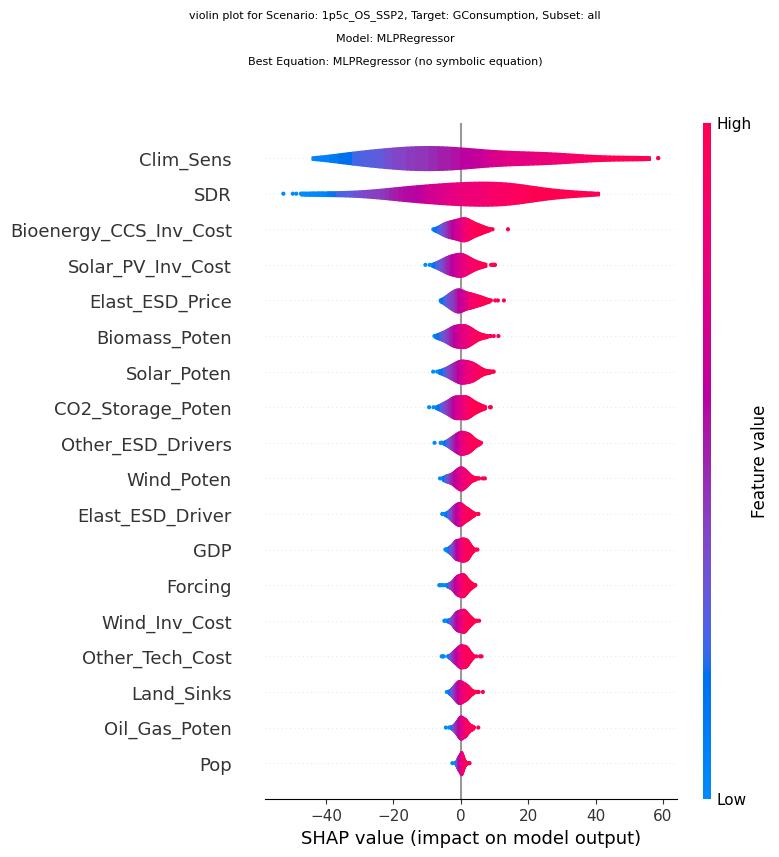 violin plot for Scenario: 1p5c_OS_SSP2, Target: GConsumption, Subset: all
Model: MLPRegressor
Best Equation: MLPRegressor (no symbolic equation)
High
Clim_Sens
SDR
Bioenergy_CCS_Inv_Cost
Solar_PV_Inv_Cost
Elast_ESD_Price
Biomass_Poten
Solar_Poten
CO2_Storage_Poten
Other_ESD_Drivers
Wind_Poten
Elast_ESD_Driver
GDP
Forcing
Wind_Inv_Cost
Other_Tech_Cost
Land_Sinks
Oil_Gas_Poten
Pop
Feature value
Low
−40 −20 0 20 40 60
SHAP value (impact on model output)